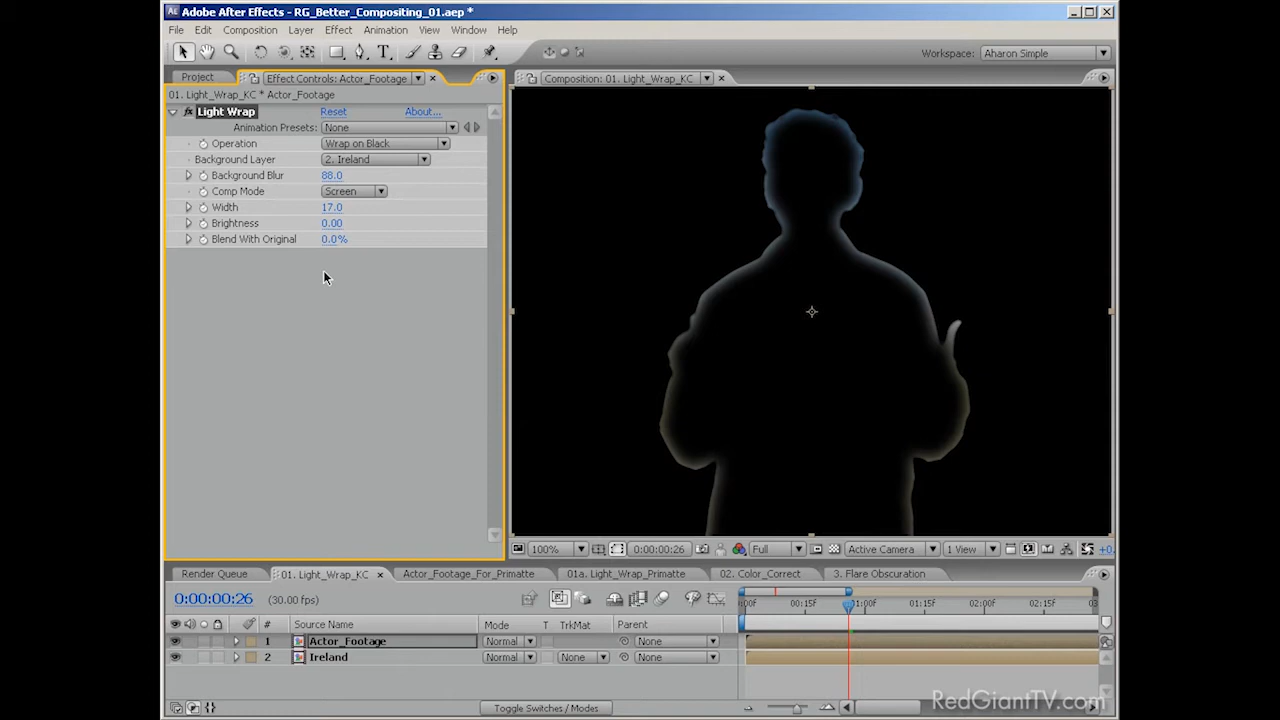 Adobe After Effects - RG_Better_Compositing_01.aep *
File Edit Composition Layer Effect Animation View Window Help
Workspace: Aharon Simple
Project Effect Controls: Actor_Footage
Composition: 01. Light_Wrap_KC
01. Light_Wrap_KC * Actor_Footage
fx Light Wrap Reset About...
Animation Presets: None
Operation Wrap on Black
Background Layer 2. Ireland
Background Blur 88.0
Comp Mode Screen
Width 17.0
Brightness 0.00
Blend With Original 0.0%
100% 0:00:00:26 Full Active Camera 1 View +0.
Render Queue 01. Light_Wrap_KC Actor_Footage_For_Primatte 01a. Light_Wrap_Primatte 02. Color_Correct 3. Flare Obscuration
0:00:00:26 (30.00 fps)
:00f 00:15f 01:00f 01:15f 02:00f 02:15f 03
# Source Name Mode T TrkMat Parent
1 Actor_Footage Normal None
2 Ireland Normal None None
Toggle Switches / Modes
RedGiantTV.com